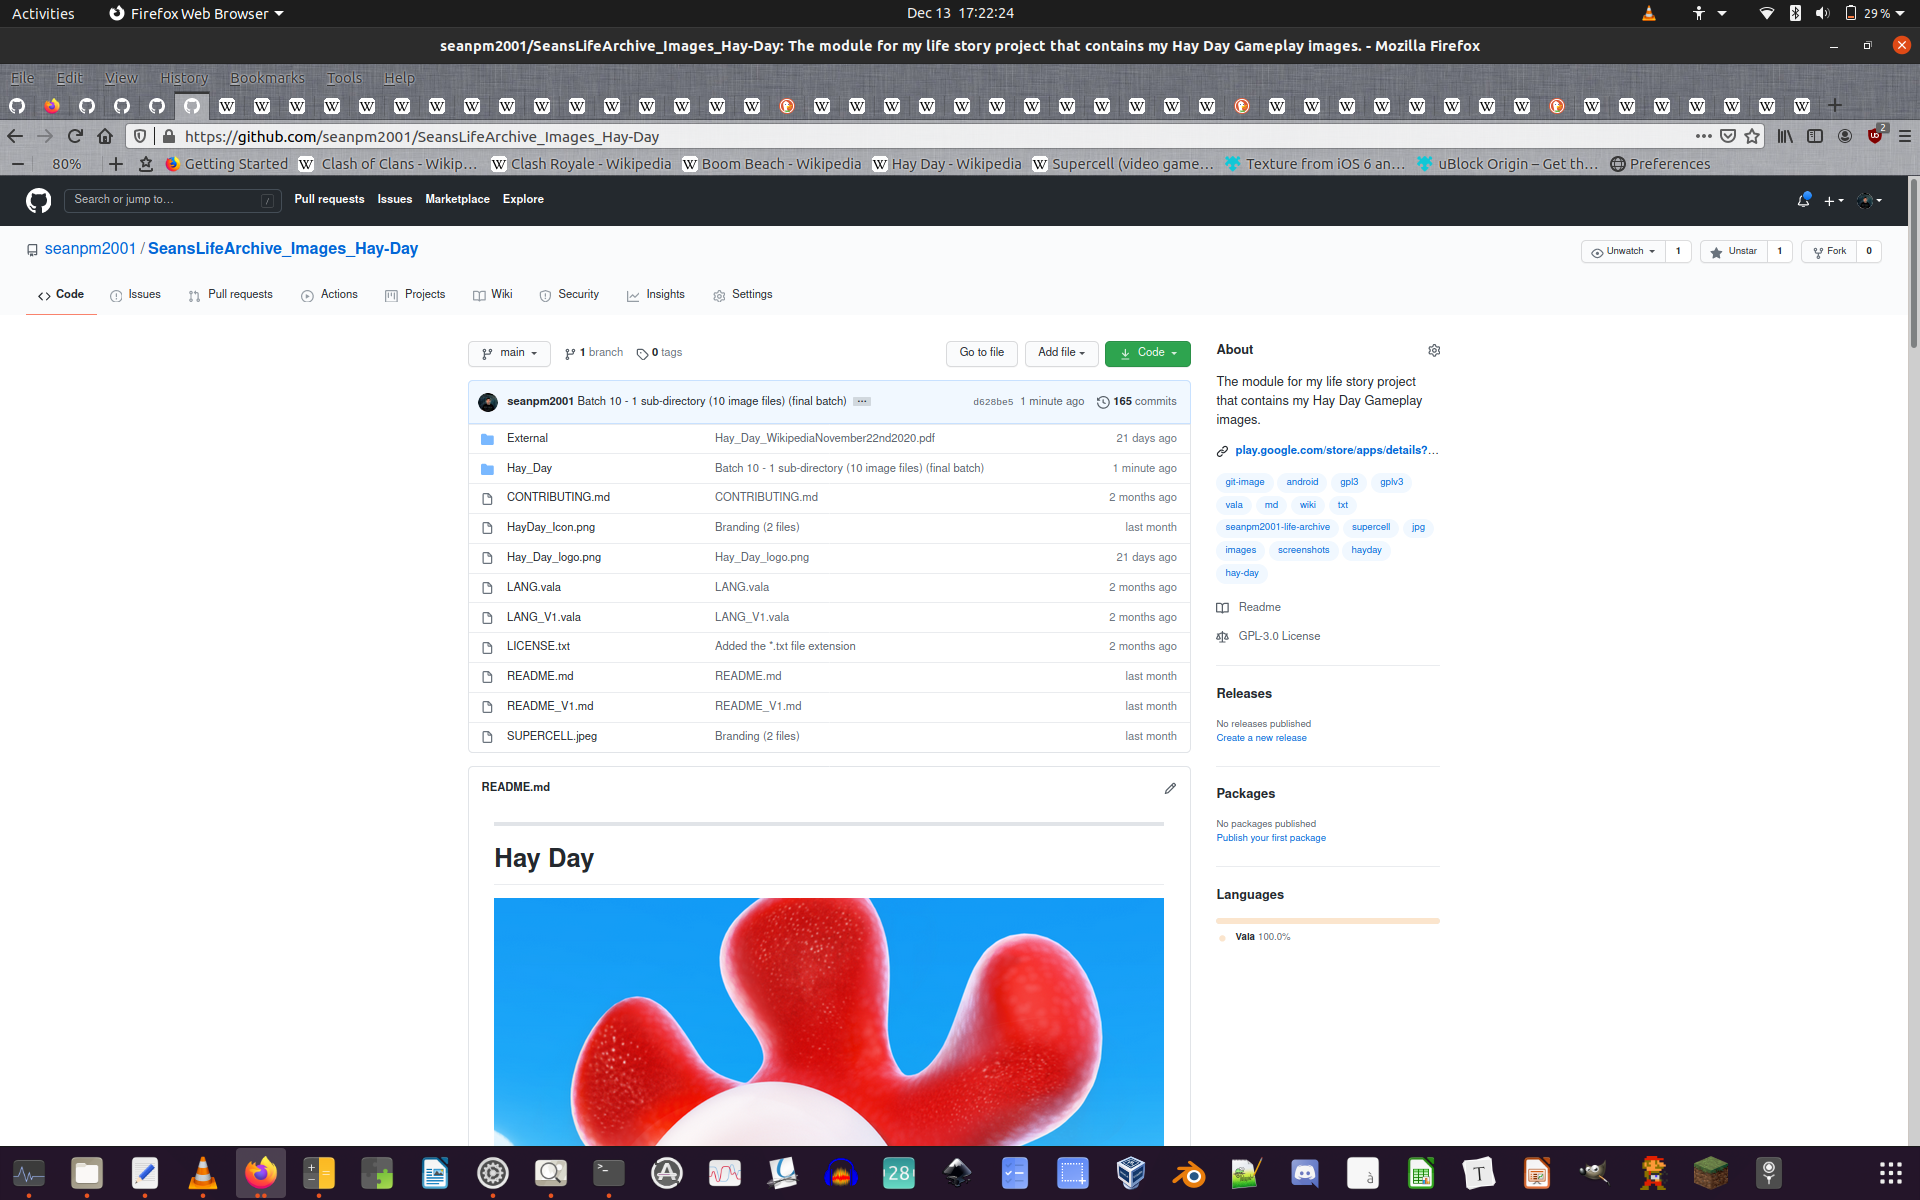 Activities Firefox Web Browser Dec 13 17:22:24 29 %
seanpm2001/SeansLifeArchive_Images_Hay-Day: The module for my life story project that contains my Hay Day Gameplay images. - Mozilla Firefox
File Edit View History Bookmarks Tools Help
https://github.com/seanpm2001/SeansLifeArchive_Images_Hay-Day 2
80% Getting Started Clash of Clans - Wikip… Clash Royale - Wikipedia Boom Beach - Wikipedia Hay Day - Wikipedia Supercell (video game… Texture from iOS 6 an… uBlock Origin – Get th… Preferences
Search or jump to… / Pull requests Issues Marketplace Explore
seanpm2001 / SeansLifeArchive_Images_Hay-Day Unwatch 1 Unstar 1 Fork 0
Code Issues Pull requests Actions Projects Wiki Security Insights Settings
main 1 branch 0 tags Go to file Add file Code
seanpm2001 Batch 10 - 1 sub-directory (10 image files) (final batch) ... d628be5 1 minute ago 165 commits
External Hay_Day_WikipediaNovember22nd2020.pdf 21 days ago
Hay_Day Batch 10 - 1 sub-directory (10 image files) (final batch) 1 minute ago
CONTRIBUTING.md CONTRIBUTING.md 2 months ago
HayDay_Icon.png Branding (2 files) last month
Hay_Day_logo.png Hay_Day_logo.png 21 days ago
LANG.vala LANG.vala 2 months ago
LANG_V1.vala LANG_V1.vala 2 months ago
LICENSE.txt Added the *.txt file extension 2 months ago
README.md README.md last month
README_V1.md README_V1.md last month
SUPERCELL.jpeg Branding (2 files) last month
README.md
Hay Day
About
The module for my life story project
that contains my Hay Day Gameplay
images.
play.google.com/store/apps/details?...
git-image android gpl3 gplv3
vala md wiki txt
seanpm2001-life-archive supercell jpg
images screenshots hayday
hay-day
Readme
GPL-3.0 License
Releases
No releases published
Create a new release
Packages
No packages published
Publish your first package
Languages
Vala 100.0%
28